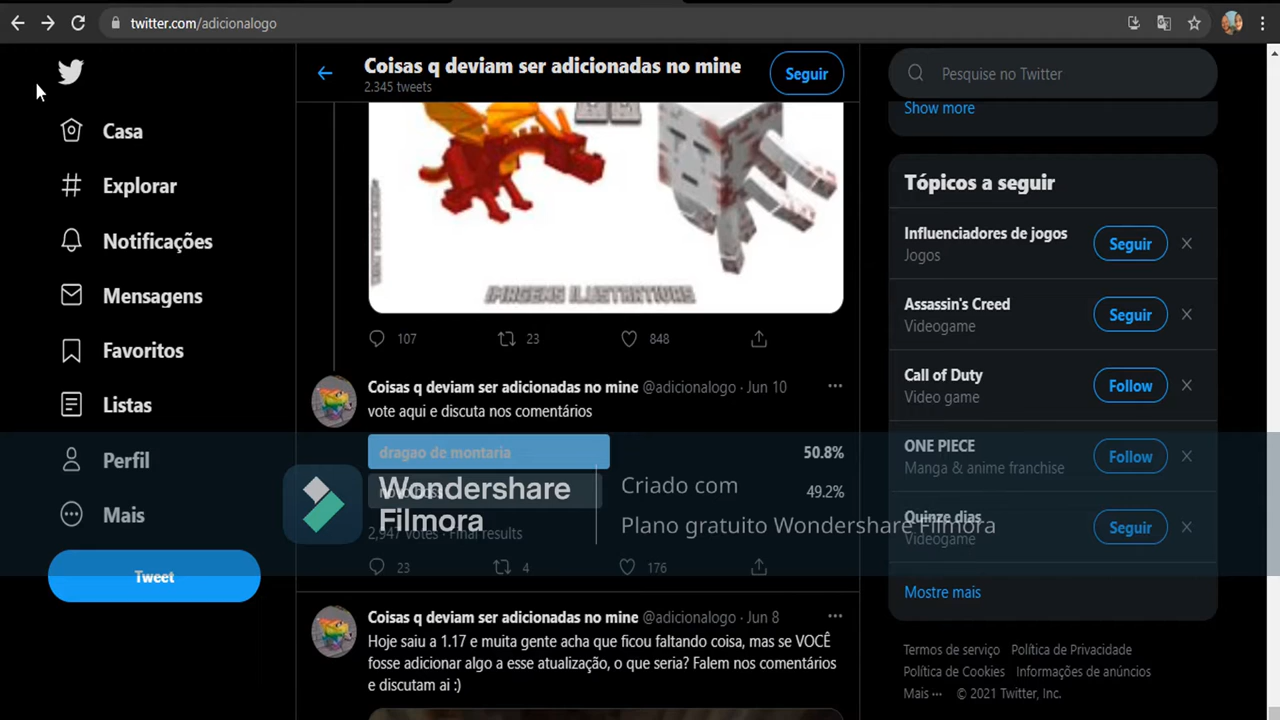 twitter.com/adicionalogo
Casa
Explorar
Notificações
Mensagens
Favoritos
Listas
Perfil
Mais
Tweet
Coisas q deviam ser adicionadas no mine
2.345 tweets
Seguir
IMAGENS ILUSTRATIVAS
107 23 848
Coisas q deviam ser adicionadas no mine @adicionalogo · Jun 10
vote aqui e discuta nos comentários
dragao de montaria 50.8%
49.2%
2,947 votes · Final results
23 4 176
Wondershare
Filmora
Criado com
Plano gratuito Wondershare Filmora
Coisas q deviam ser adicionadas no mine @adicionalogo · Jun 8
Hoje saiu a 1.17 e muita gente acha que ficou faltando coisa, mas se VOCÊ
fosse adicionar algo a esse atualização, o que seria? Falem nos comentários
e discutam ai :)
Pesquise no Twitter
Show more
Tópicos a seguir
Influenciadores de jogos
Jogos
Seguir
Assassin's Creed
Videogame
Seguir
Call of Duty
Video game
Follow
ONE PIECE
Manga & anime franchise
Follow
Quinze dias
Videogame
Seguir
Mostre mais
Termos de serviço Política de Privacidade
Política de Cookies Informações de anúncios
Mais ··· © 2021 Twitter, Inc.